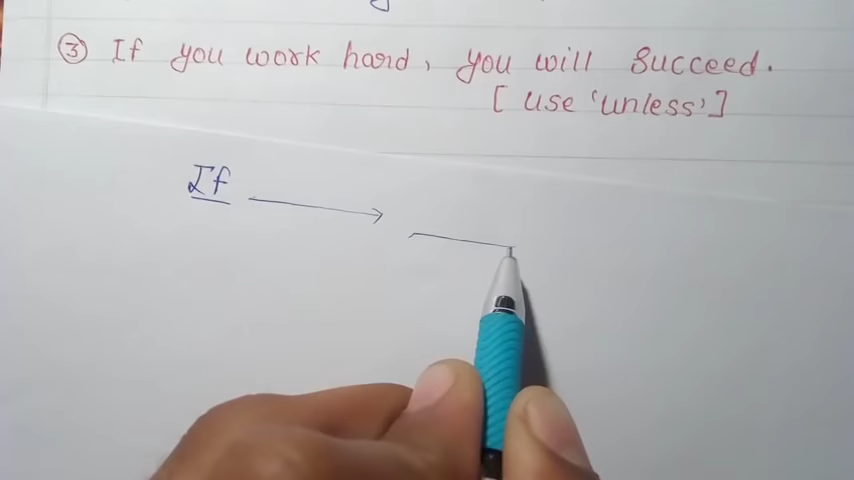 ③ If you work hard, you will succeed.
[ use 'unless']
If